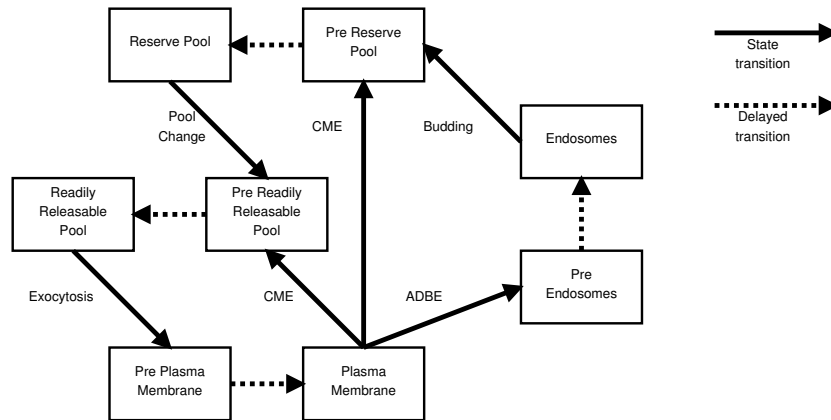 Reserve Pool
Pre Reserve
Pool
State
transition
Pool
Change
CME
Budding
Endosomes
Delayed
transition
Readily
Releasable
Pool
Pre Readily
Releasable
Pool
Exocytosis
CME
ADBE
Pre
Endosomes
Pre Plasma
Membrane
Plasma
Membrane